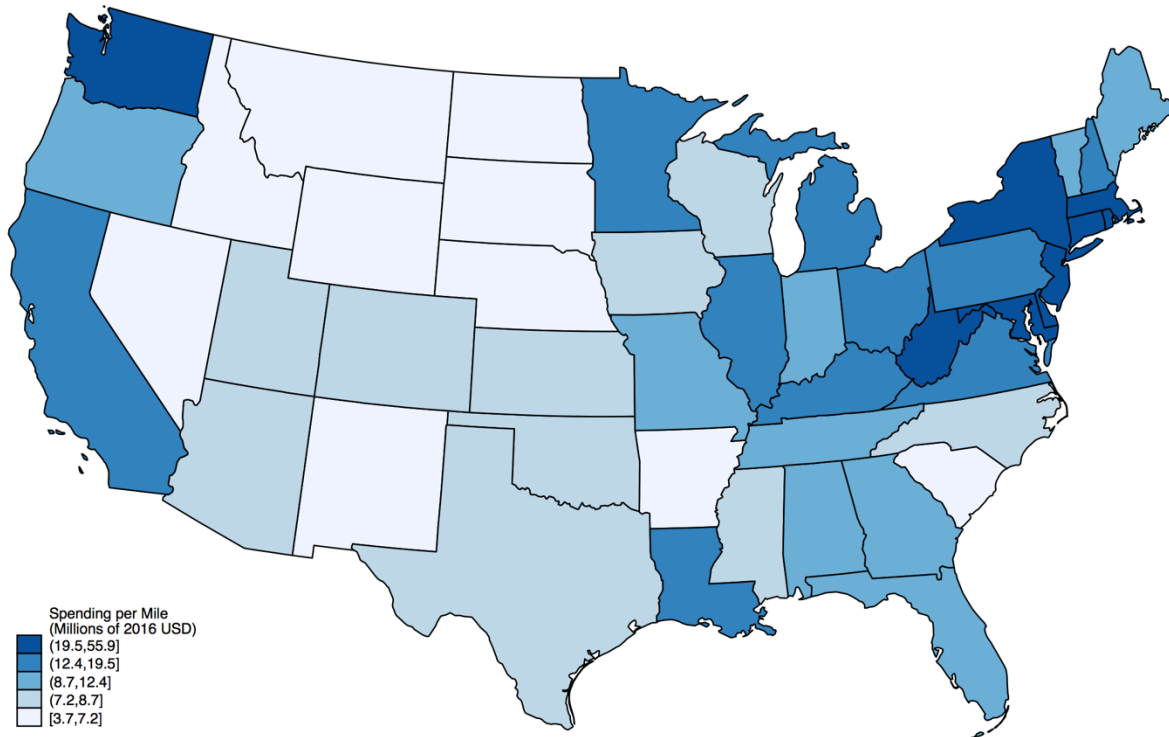 Spending per Mile
(Millions of 2016 USD)
(19.5,55.9]
(12.4,19.5]
(8.7,12.4]
(7.2,8.7]
[3.7,7.2]